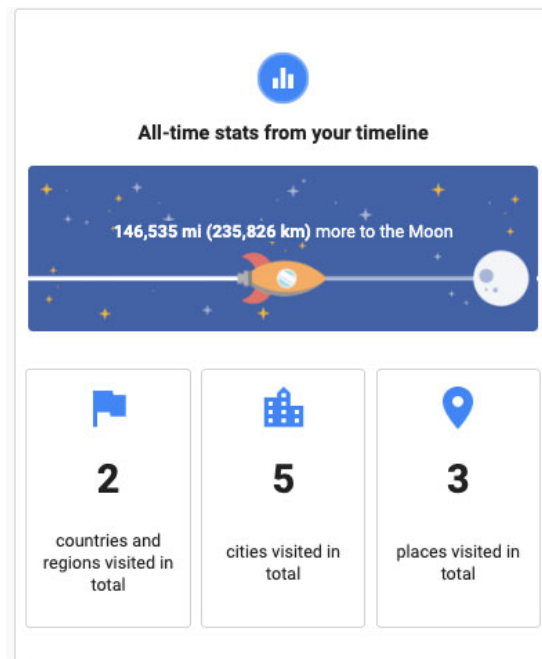 All-time stats from your timeline
146,535 mi (235,826 km) more to the Moon
2
countries and
regions visited in
total
5
cities visited in
total
3
places visited in
total